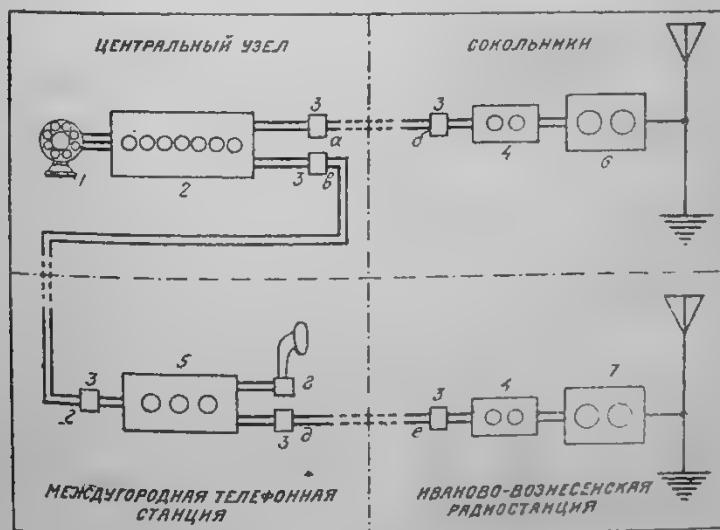 ЦЕНТРАЛЬНЫЙ УЗЕЛ
СОКОЛЬНИКИ
3
3
а
б
4
6
1
2
3
в
5
г
3
г
3
д
3
е
4
7
МЕЖДУГОРОДНАЯ ТЕЛЕФОННАЯ
СТАНЦИЯ
ИВАНОВО-ВОЗНЕСЕНСКАЯ
РАДИОСТАНЦИЯ